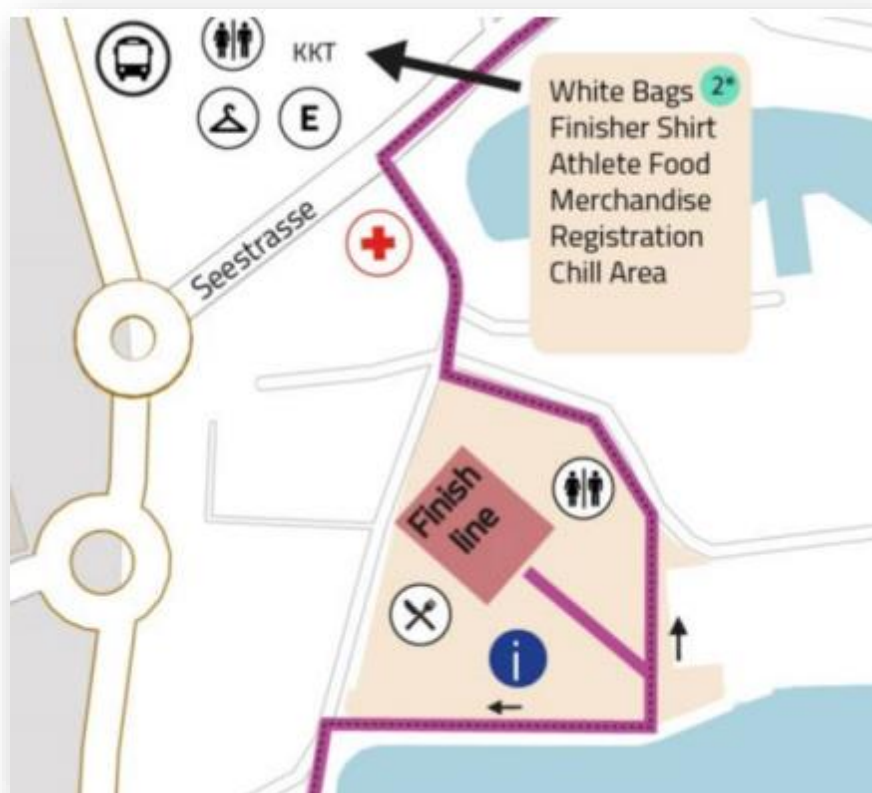 KKT
E
White Bags 2*
Finisher Shirt
Athlete Food
Merchandise
Registration
Chill Area
Seestrasse
Finish
line
i